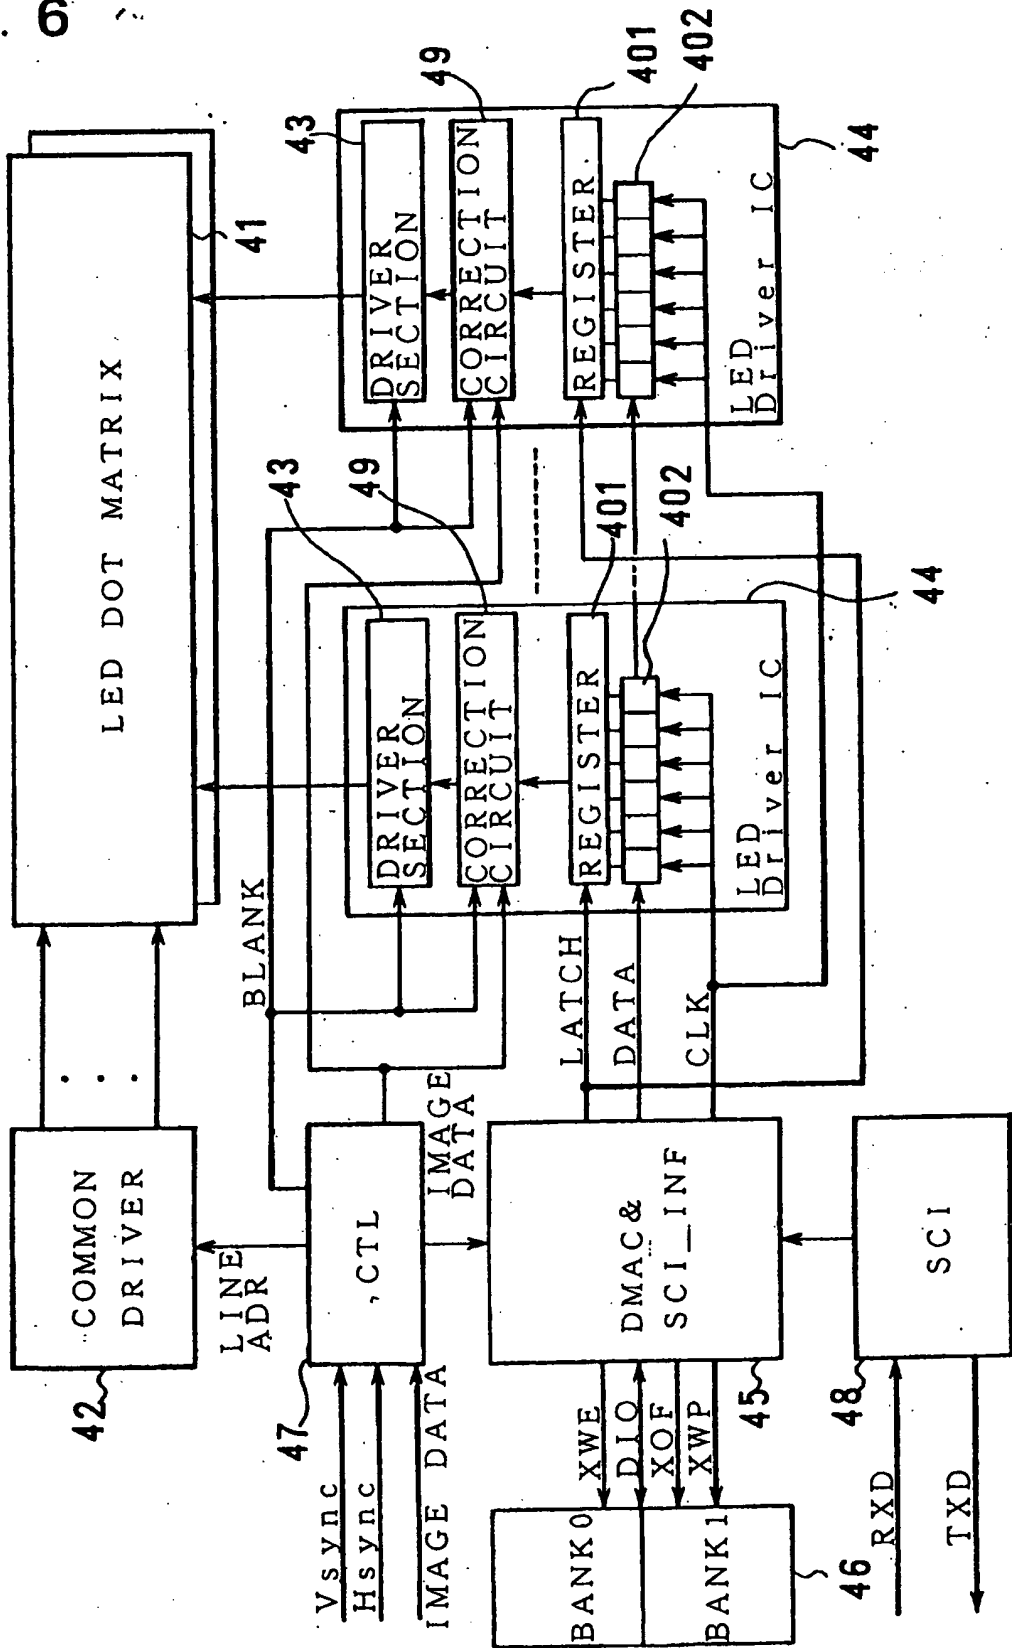 . 6
LED DOT MATRIX
41
COMMON
DRIVER
42
LINE
ADR
BLANK
,CTL
47
Vsync
Hsync
IMAGE DATA
IMAGE
DATA
DRIVER
SECTION
43
CORRECTION
CIRCUIT
49
REGISTER
401
402
LED
Driver IC
44
DRIVER
SECTION
43
CORRECTION
CIRCUIT
49
REGISTER.
401
402
LED
Driver IC
44
LATCH
DATA
CLK
DMAC&
SCI_INF
45
XWE
DIO
XOF
XWP
BANK0
BANK1
46
SCI
48
RXD
TXD